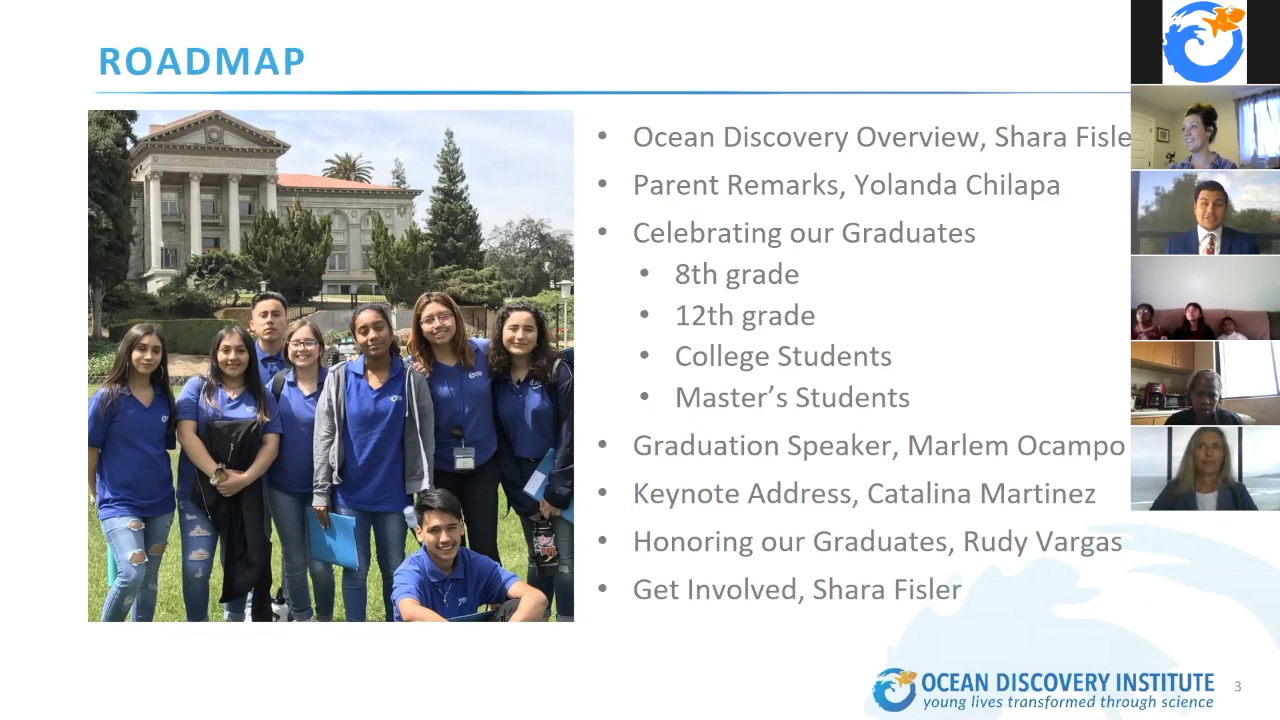 ROADMAP
• Ocean Discovery Overview, Shara Fisle
• Parent Remarks, Yolanda Chilapa
• Celebrating our Graduates
• 8th grade
• 12th grade
• College Students
• Master’s Students
• Graduation Speaker, Marlem Ocampo
• Keynote Address, Catalina Martinez
• Honoring our Graduates, Rudy Vargas
• Get Involved, Shara Fisler
OCEAN DISCOVERY INSTITUTE
young lives transformed through science
3